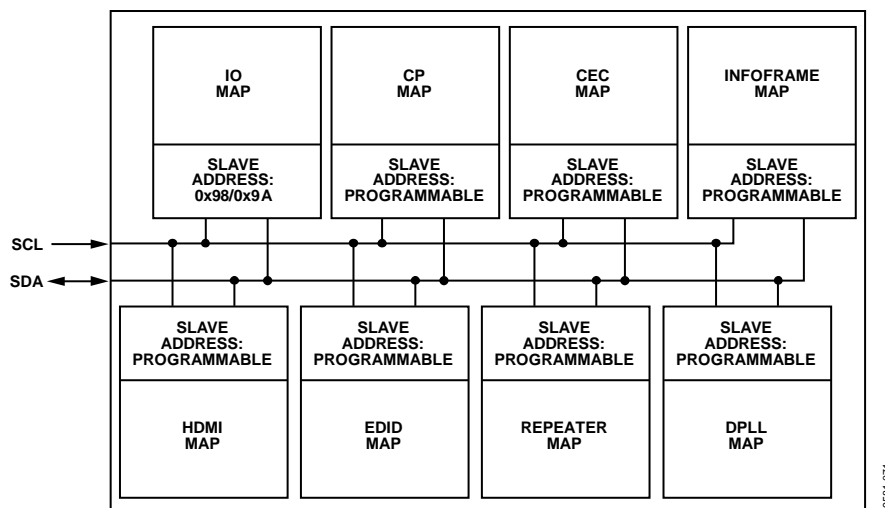 IO
MAP
CP
MAP
CEC
MAP
INFOFRAME
MAP
SLAVE
ADDRESS:
0x98/0x9A
SLAVE
ADDRESS:
PROGRAMMABLE
SLAVE
ADDRESS:
PROGRAMMABLE
SLAVE
ADDRESS:
PROGRAMMABLE
SCL
SDA
SLAVE
ADDRESS:
PROGRAMMABLE
SLAVE
ADDRESS:
PROGRAMMABLE
SLAVE
ADDRESS:
PROGRAMMABLE
SLAVE
ADDRESS:
PROGRAMMABLE
HDMI
MAP
EDID
MAP
REPEATER
MAP
DPLL
MAP